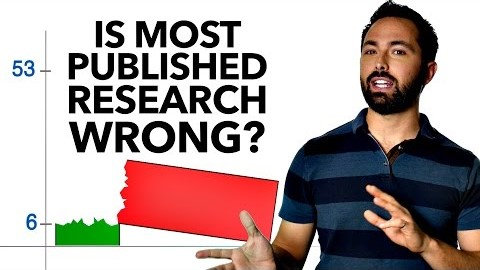 IS MOST
PUBLISHED
RESEARCH
WRONG?
53
6